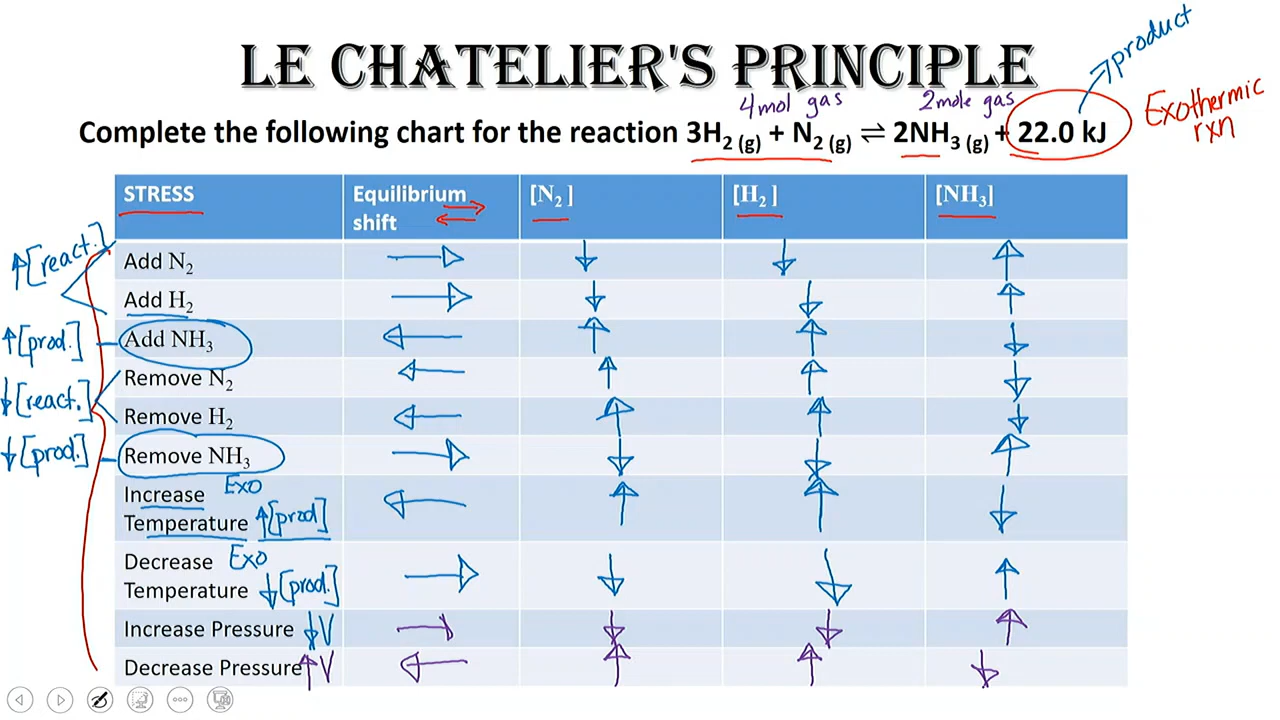 LE CHATELIER'S PRINCIPLE
product
4mol gas 2mole gas
Exothermic
rxn
Complete the following chart for the reaction 3H₂ (g) + N₂ (g) ⇌ 2NH₃ (g) + 22.0 kJ
STRESS Equilibrium shift [N₂] [H₂] [NH₃]
↑[react.]
Add N₂ → ↓ ↓ ↑
Add H₂ → ↓ ↓ ↑
↑[prod.] Add NH₃ ← ↑ ↑ ↓
Remove N₂ ← ↑ ↑ ↓
↓[react.]
Remove H₂ ← ↑ ↑ ↓
↓[prod.] Remove NH₃ → ↓ ↓ ↑
Increase Exo
Temperature ↑[prod] ← ↑ ↑ ↓
Decrease Exo
Temperature ↓[prod.] → ↓ ↓ ↑
Increase Pressure ↓V → ↓ ↓ ↑
Decrease Pressure ↑V ← ↑ ↑ ↓